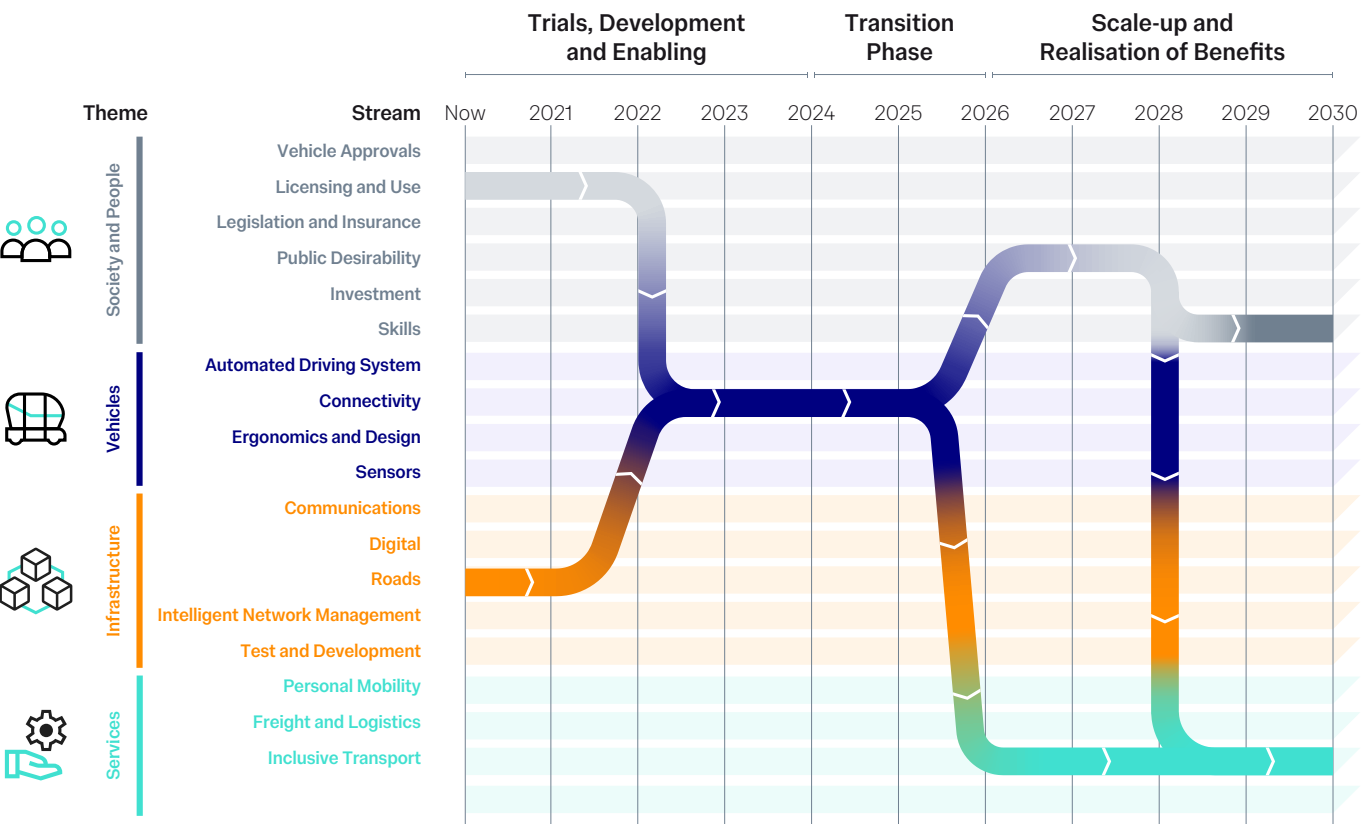 Trials, Development
and Enabling
Transition
Phase
Scale-up and
Realisation of Benefits
Theme
Stream
Now 2021 2022 2023 2024 2025 2026 2027 2028 2029 2030
Society and People
Vehicle Approvals
Licensing and Use
Legislation and Insurance
Public Desirability
Investment
Skills
Vehicles
Automated Driving System
Connectivity
Ergonomics and Design
Sensors
Infrastructure
Communications
Digital
Roads
Intelligent Network Management
Test and Development
Services
Personal Mobility
Freight and Logistics
Inclusive Transport